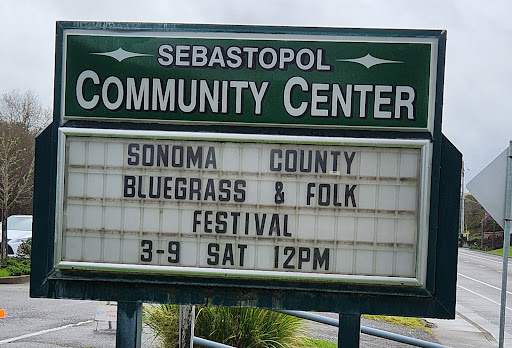 SEBASTOPOL
COMMUNITY CENTER
SONOMA COUNTY
BLUEGRASS & FOLK
FESTIVAL
3-9 SAT 12PM